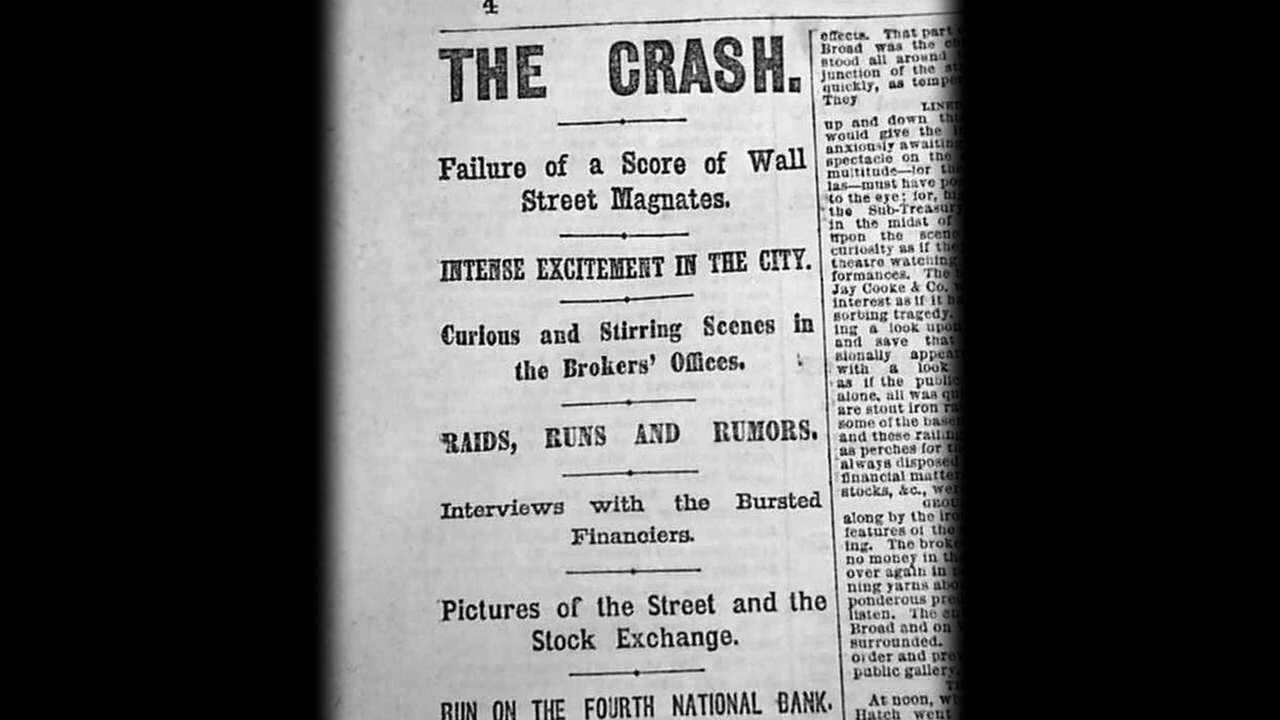 4
THE CRASH.
Failure of a Score of Wall
Street Magnates.
INTENSE EXCITEMENT IN THE CITY.
Curious and Stirring Scenes in
the Brokers' Offices.
RAIDS, RUNS AND RUMORS.
Interviews with the Bursted
Financiers.
Pictures of the Street and the
Stock Exchange.
RUN ON THE FOURTH NATIONAL BANK.
effects. That part
Broad was the
stood all around
junction of the
quickly, as
They
up and down
would give the
anxiously awaiting
spectacle on the
multitude—for
las—must have
to the eye; for,
the Sub-Treasury
in the midst of
upon the scene
curiosity as if
theatre watching
formances. The
Jay Cooke & Co.
interest as if it
sorbing tragedy.
ing a look upon
and save that
sionally
with a look
as if the public
alone, all was
are stout iron
some of the
and these
as perches for
always disposed
financial
stocks, &c.,
along by the
features of the
ing. The
no money in
over again in
ning yarns
ponderous
listen. The
Broad and on
surrounded.
order and
public gallery.
At noon,
Hatch went